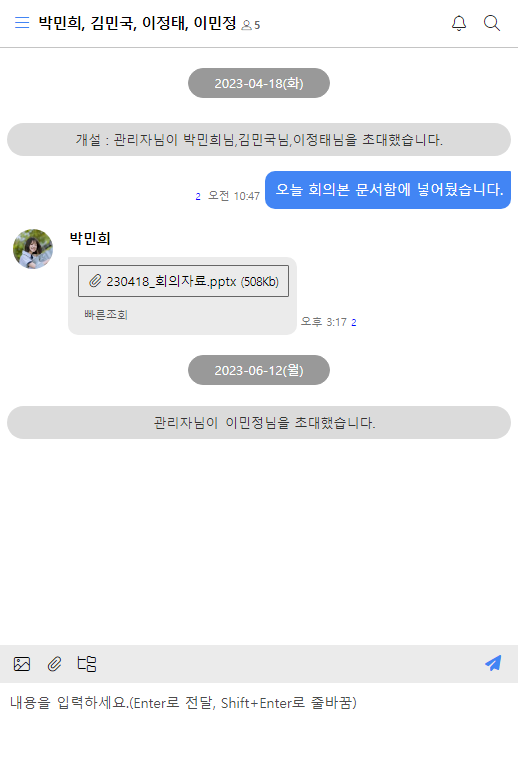 박민희, 김민국, 이정태, 이민정 5
2023-04-18(화)
개설 : 관리자님이 박민희님,김민국님,이정태님을 초대했습니다.
2 오전 10:47 오늘 회의본 문서함에 넣어뒀습니다.
박민희
230418_회의자료.pptx (508Kb)
빠른조회
오후 3:17 2
2023-06-12(월)
관리자님이 이민정님을 초대했습니다.
내용을 입력하세요.(Enter로 전달, Shift+Enter로 줄바꿈)